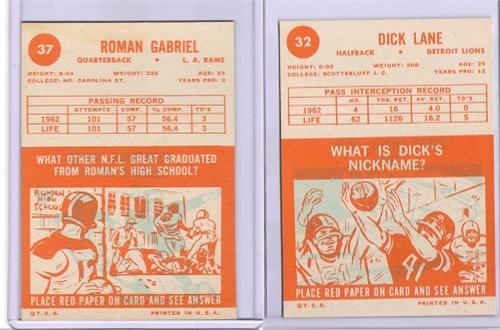 37
ROMAN GABRIEL
QUARTERBACK • L. A. RAMS
HEIGHT: 6:04 WEIGHT: 225 AGE: 23
COLLEGE: NO. CAROLINA ST. YEARS PRO: 2
PASSING RECORD
ATTEMPTS COMP. % COMP. TD'S
1962 101 57 56.4 3
LIFE 101 57 56.4 3
WHAT OTHER N.F.L. GREAT GRADUATED
FROM ROMAN'S HIGH SCHOOL?
ROMAN
HIGH
SCHOOL
PLACE RED PAPER ON CARD AND SEE ANSWER
©T.C.G. PRINTED IN U.S.A.
32
DICK LANE
HALFBACK • DETROIT LIONS
HEIGHT: 6:02 WEIGHT: 200 AGE: 35
COLLEGE: SCOTTSBLUFF J. C. YEARS PRO: 12
PASS INTERCEPTION RECORD
NO. YDS. RET. AV. RET. TD'S
1962 4 16 4.0 0
LIFE 62 1126 18.2 5
WHAT IS DICK'S
NICKNAME?
51
41
PLACE RED PAPER ON CARD AND SEE ANSWER
©T.C.G. PRINTED IN U.S.A.